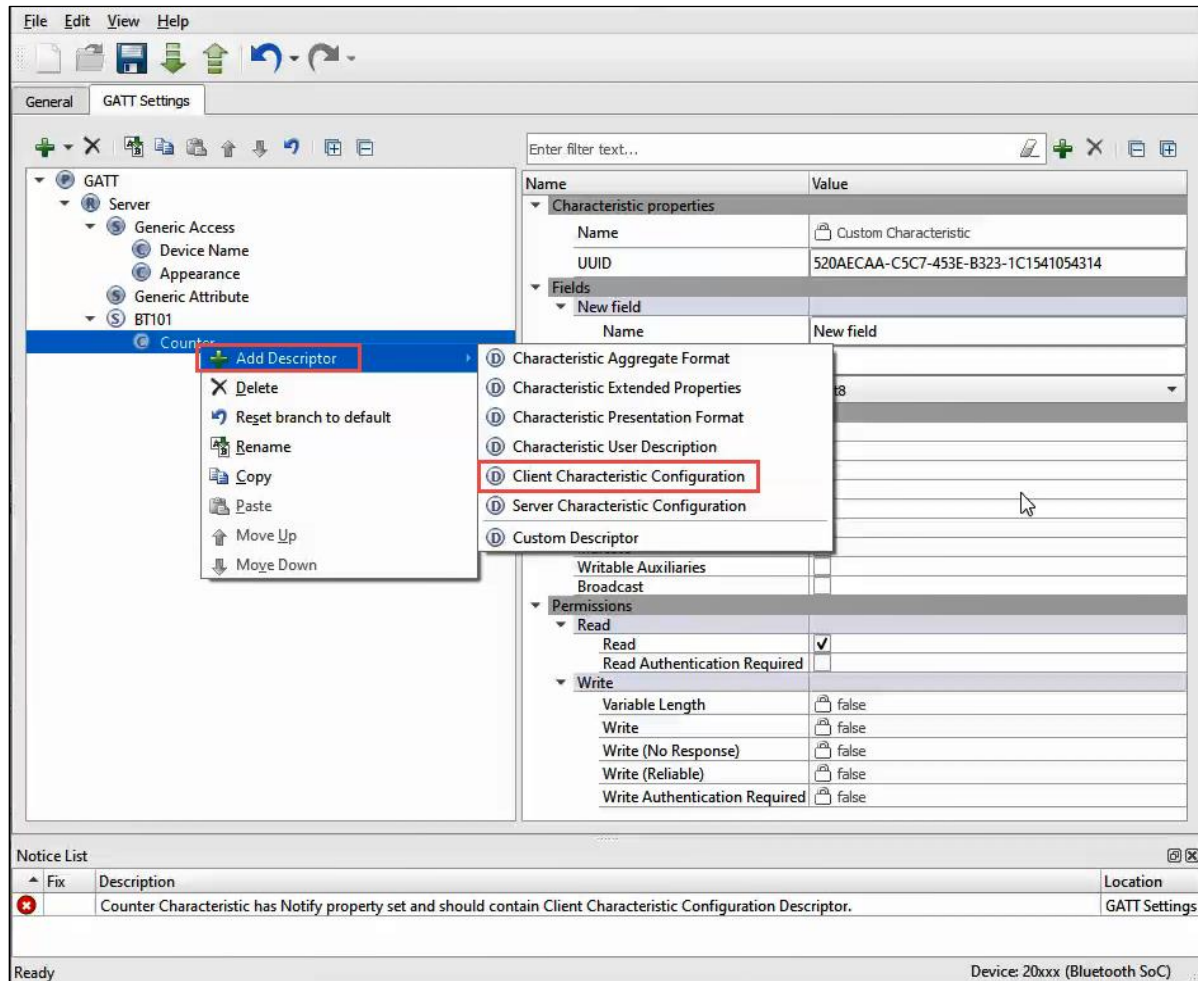 File Edit View Help
General GATT Settings
Enter filter text...
GATT
Server
Generic Access
Device Name
Appearance
Generic Attribute
BT101
Counter
Add Descriptor
Delete
Reset branch to default
Rename
Copy
Paste
Move Up
Move Down
Characteristic Aggregate Format
Characteristic Extended Properties
Characteristic Presentation Format
Characteristic User Description
Client Characteristic Configuration
Server Characteristic Configuration
Custom Descriptor
Name Value
Characteristic properties
Name Custom Characteristic
UUID 520AECAA-C5C7-453E-B323-1C1541054314
Fields
New field
Name New field
Writable Auxiliaries
Broadcast
Permissions
Read
Read
Read Authentication Required
Write
Variable Length false
Write false
Write (No Response) false
Write (Reliable) false
Write Authentication Required false
Notice List
Fix Description Location
Counter Characteristic has Notify property set and should contain Client Characteristic Configuration Descriptor. GATT Settings
Ready Device: 20xxx (Bluetooth SoC)